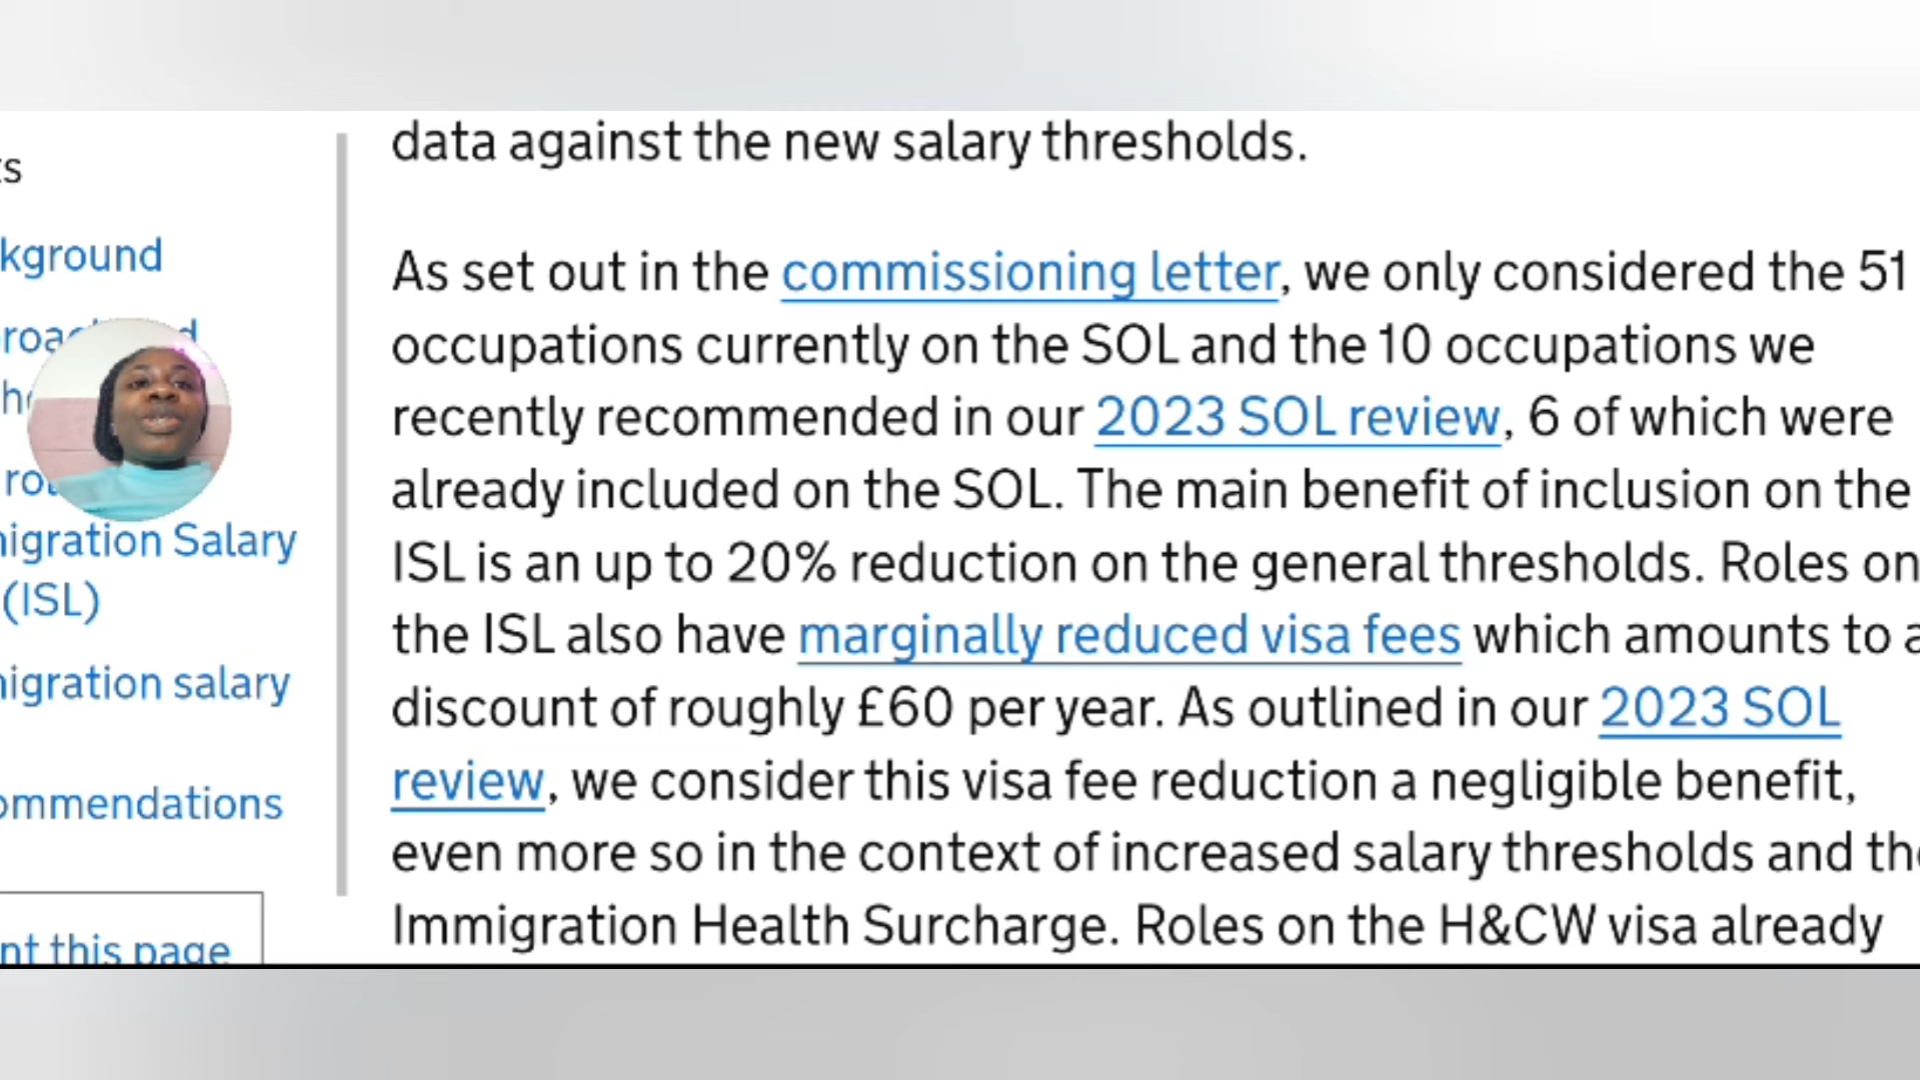 data against the new salary thresholds.
As set out in the commissioning letter, we only considered the 51
occupations currently on the SOL and the 10 occupations we
recently recommended in our 2023 SOL review, 6 of which were
already included on the SOL. The main benefit of inclusion on the
ISL is an up to 20% reduction on the general thresholds. Roles on
the ISL also have marginally reduced visa fees which amounts to a
discount of roughly £60 per year. As outlined in our 2023 SOL
review, we consider this visa fee reduction a negligible benefit,
even more so in the context of increased salary thresholds and the
Immigration Health Surcharge. Roles on the H&CW visa already
ts
kground
igration Salary
(ISL)
igration salary
ommendations
nt this page